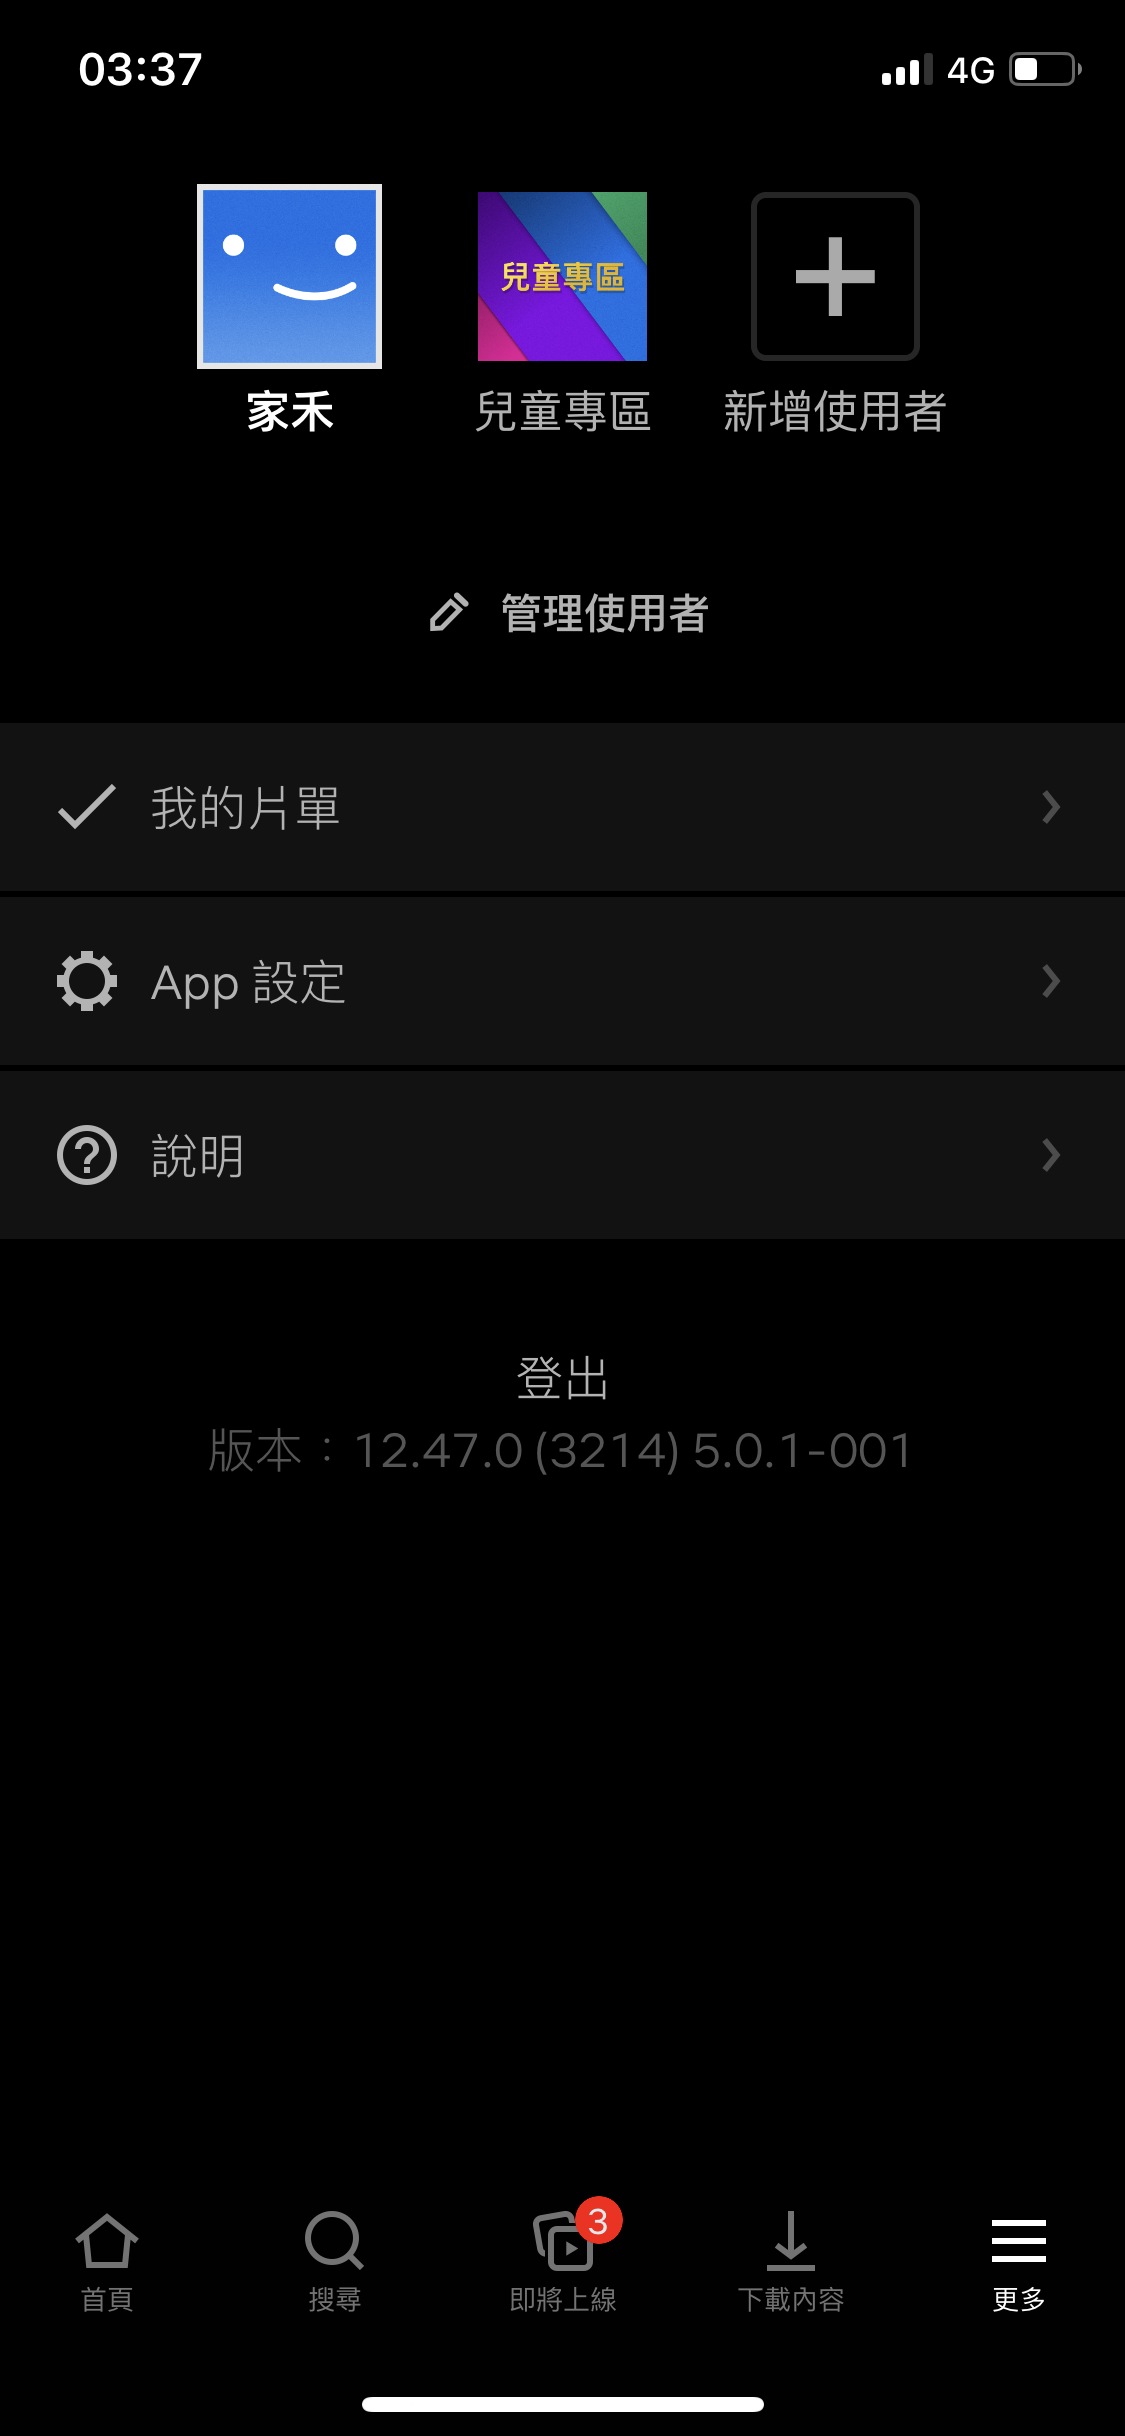 03:37
4G
兒童專區
家禾
兒童專區
新增使用者
管理使用者
我的片單
App 設定
說明
登出
版本：12.47.0 (3214) 5.0.1-001
3
首頁
搜尋
即將上線
下載內容
更多